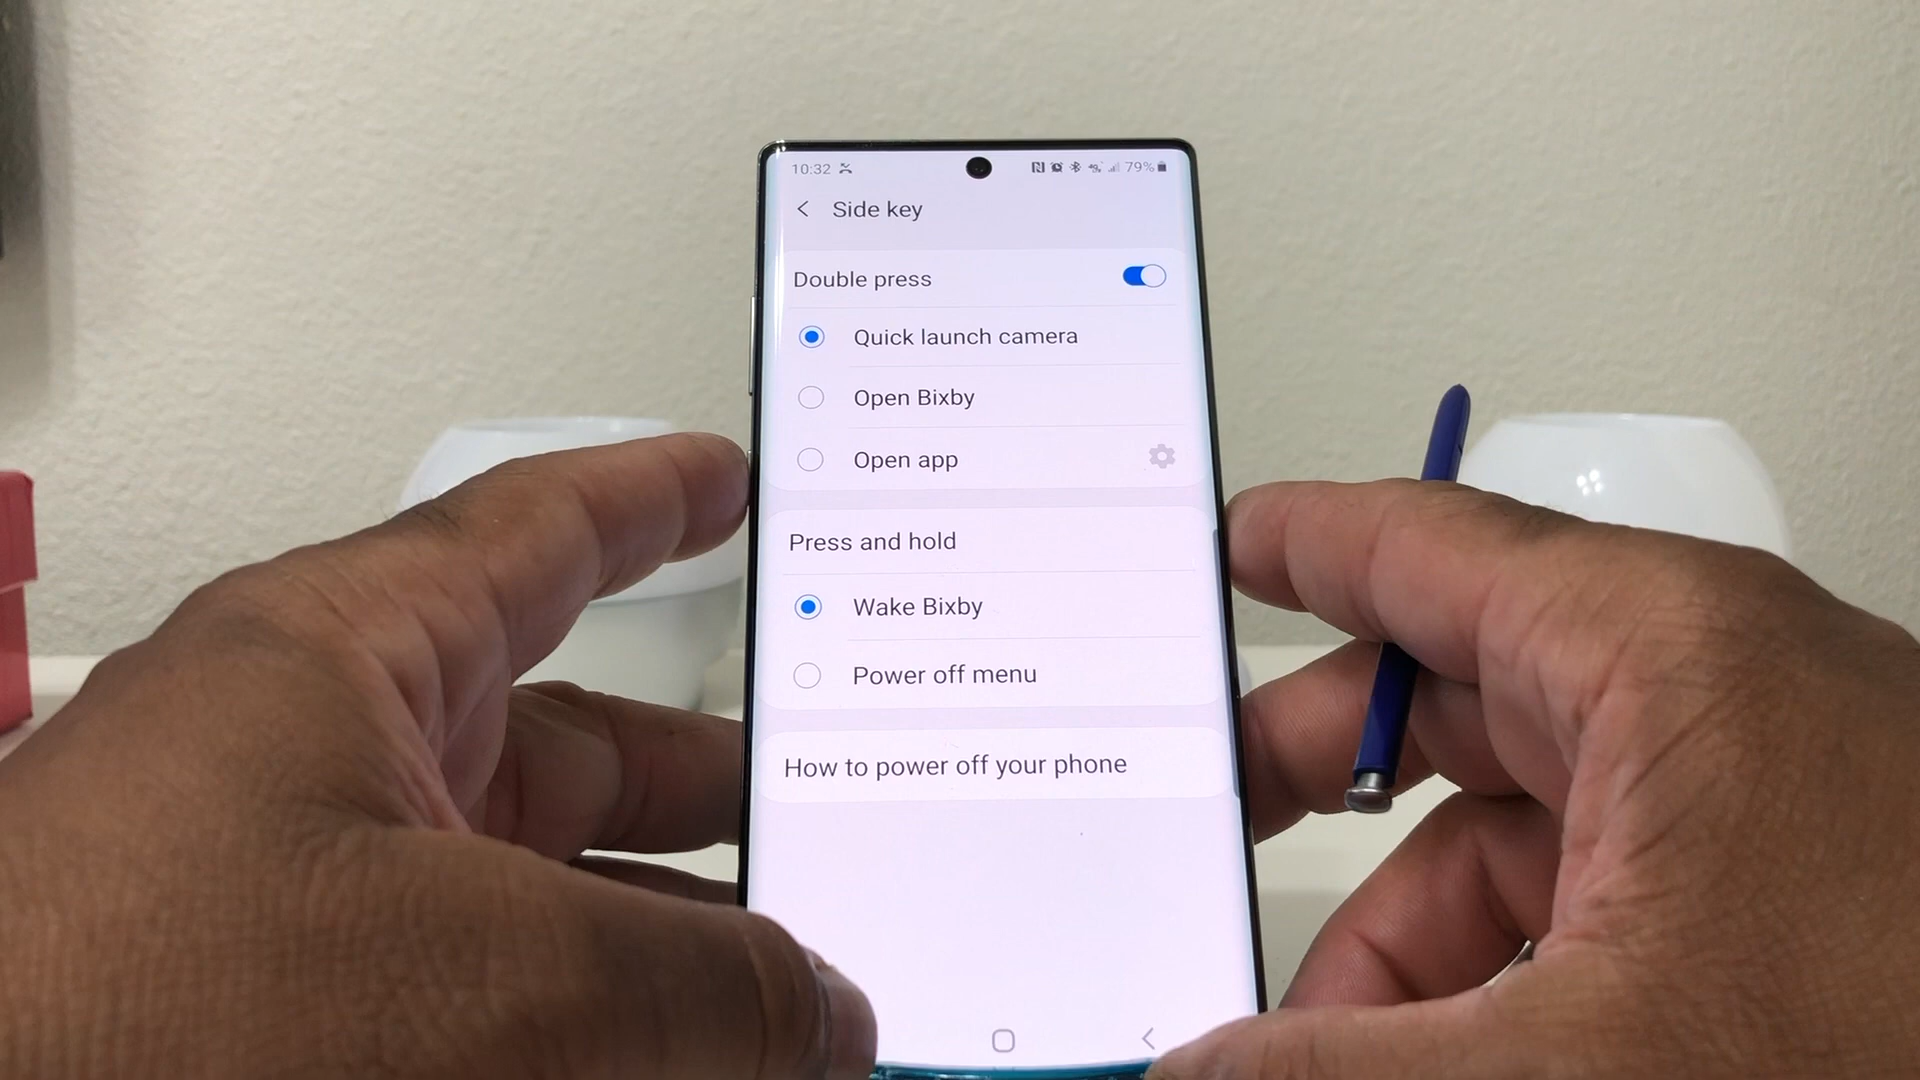 10:32 79%
Side key
Double press
Quick launch camera
Open Bixby
Open app
Press and hold
Wake Bixby
Power off menu
How to power off your phone